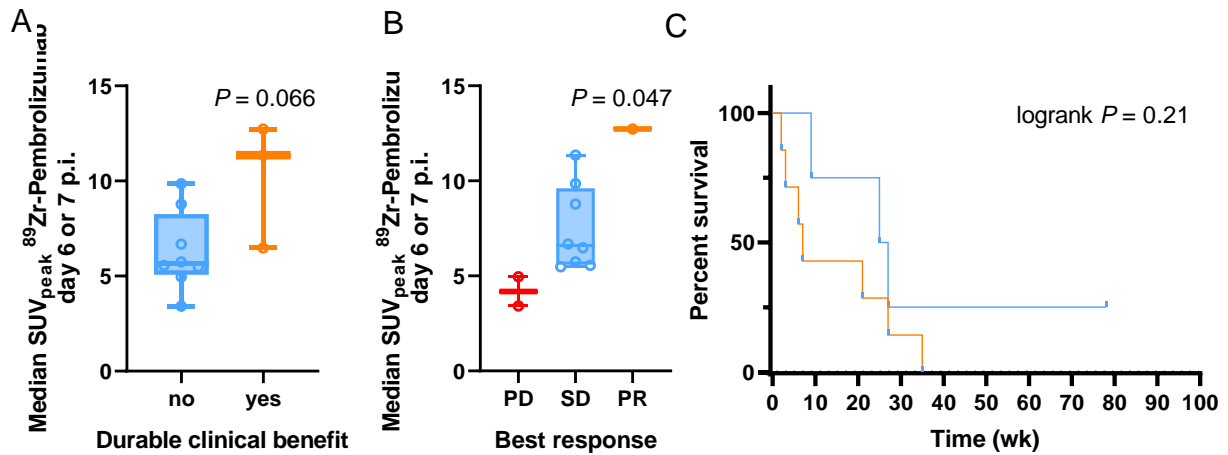 A
Median SUVpeak 89Zr-Pembrolizumab
day 6 or 7 p.i.
15
10
5
0
P = 0.066
no yes
Durable clinical benefit
B
Median SUVpeak 89Zr-Pembrolizu
day 6 or 7 p.i.
15
10
5
0
P = 0.047
PD SD PR
Best response
C
Percent survival
100
50
0
logrank P = 0.21
0 10 20 30 40 50 60 70 80 90 100
Time (wk)